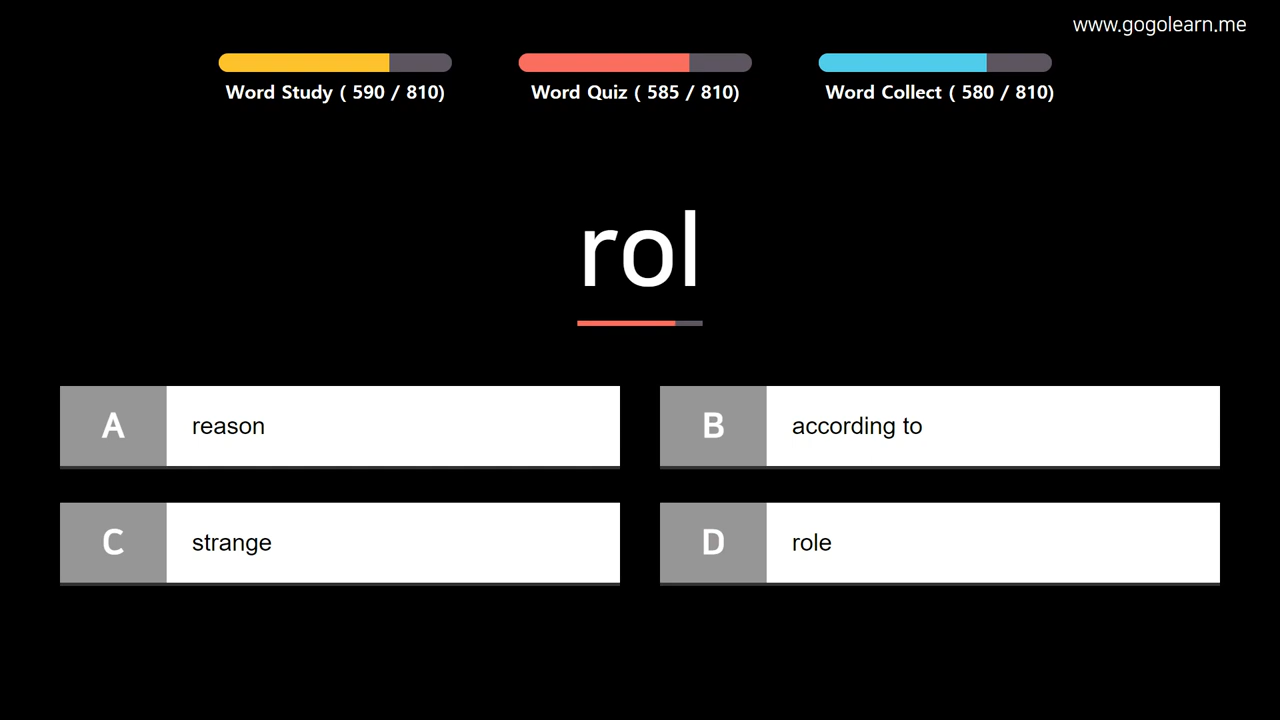 www.gogolearn.me
Word Study ( 590 / 810)
Word Quiz ( 585 / 810)
Word Collect ( 580 / 810)
rol
A reason
B according to
C strange
D role